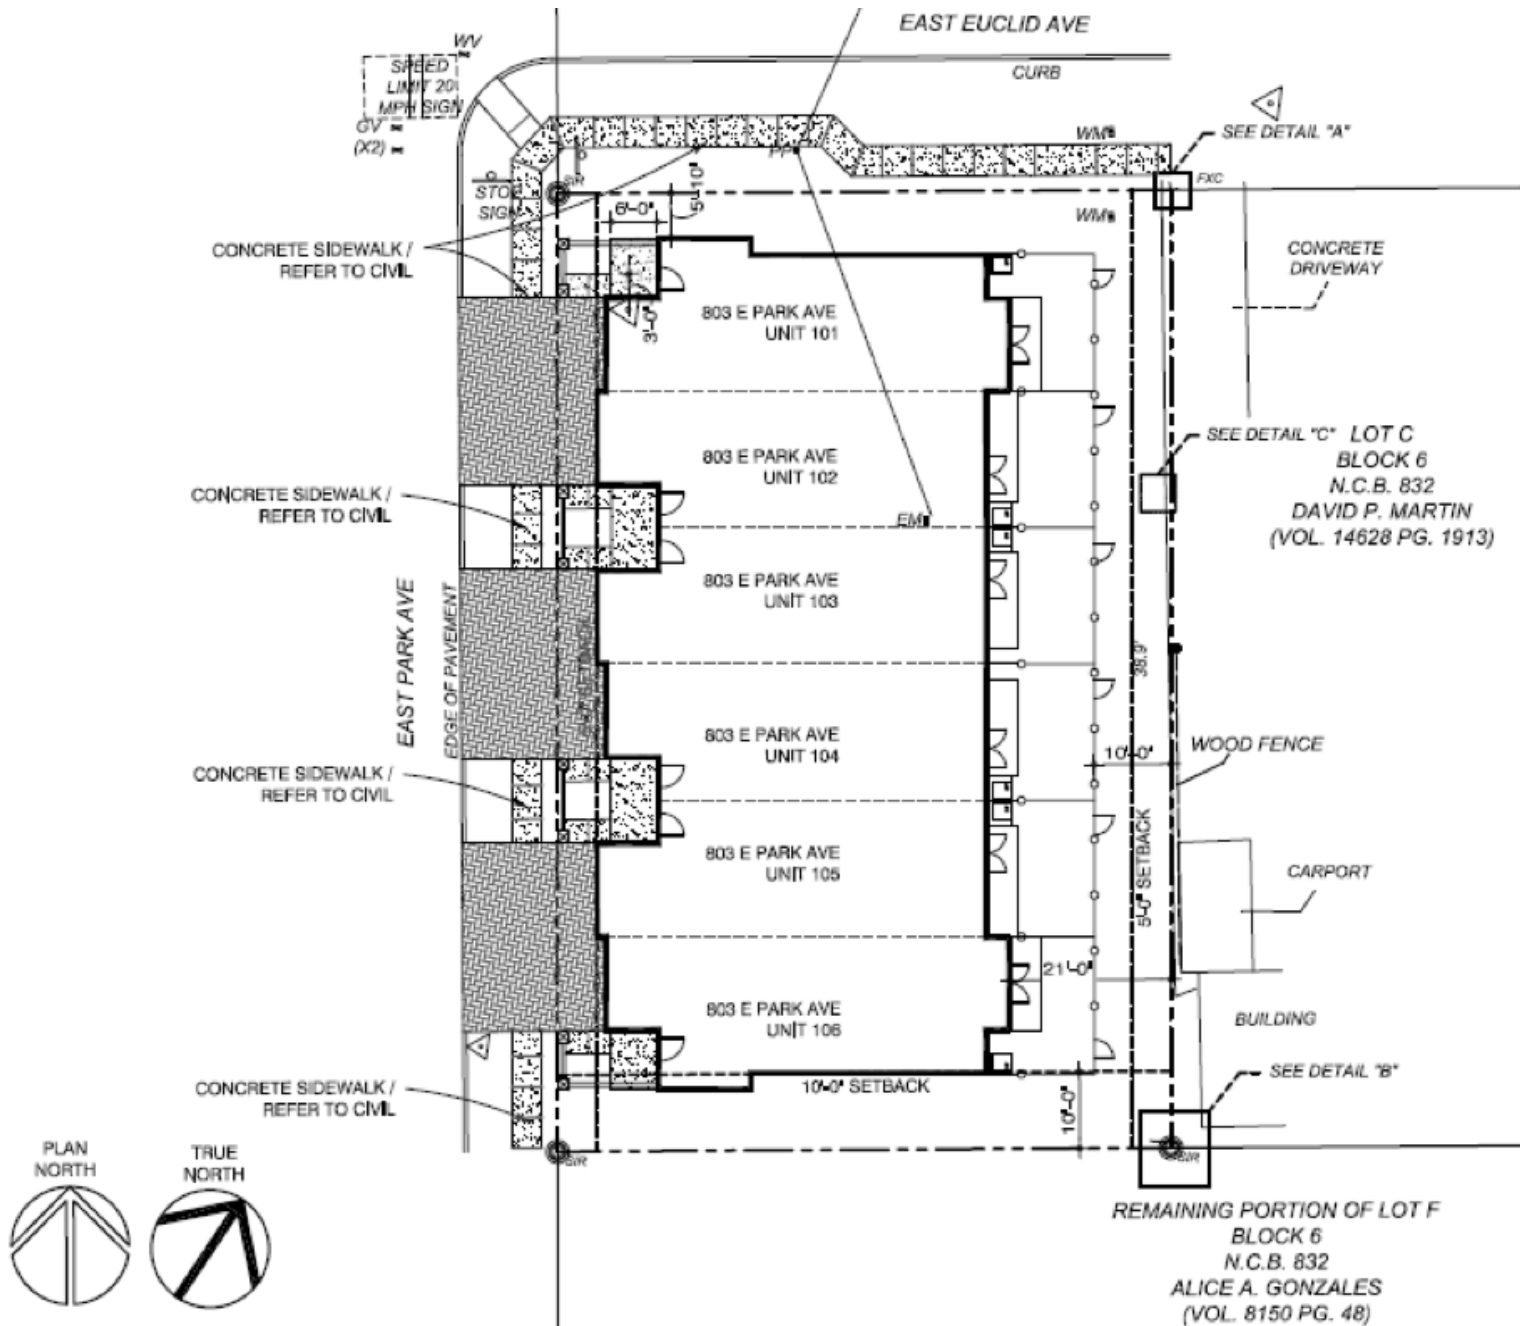 EAST EUCLID AVE
WV
SPEED
LIMIT 20
MPH SIGN
CURB
GV
(X2)
WM
SEE DETAIL "A"
PP
FXC
STOP
SIGN
6'-0"
5'-10"
WM
CONCRETE SIDEWALK /
REFER TO CIVIL
CONCRETE
DRIVEWAY
803 E PARK AVE
UNIT 101
3'-0"
SEE DETAIL "C"
LOT C
BLOCK 6
N.C.B. 832
DAVID P. MARTIN
(VOL. 14628 PG. 1913)
803 E PARK AVE
UNIT 102
CONCRETE SIDEWALK /
REFER TO CIVIL
EM
803 E PARK AVE
UNIT 103
EAST PARK AVE
EDGE OF PAVEMENT
SETBACK
38.9'
803 E PARK AVE
UNIT 104
10'-0"
WOOD FENCE
CONCRETE SIDEWALK /
REFER TO CIVIL
803 E PARK AVE
UNIT 105
5'-0" SETBACK
CARPORT
21'-0"
803 E PARK AVE
UNIT 106
BUILDING
CONCRETE SIDEWALK /
REFER TO CIVIL
10'-0" SETBACK
10'-0"
SEE DETAIL "B"
PLAN
NORTH
TRUE
NORTH
SIR
SIR
REMAINING PORTION OF LOT F
BLOCK 6
N.C.B. 832
ALICE A. GONZALES
(VOL. 8150 PG. 48)